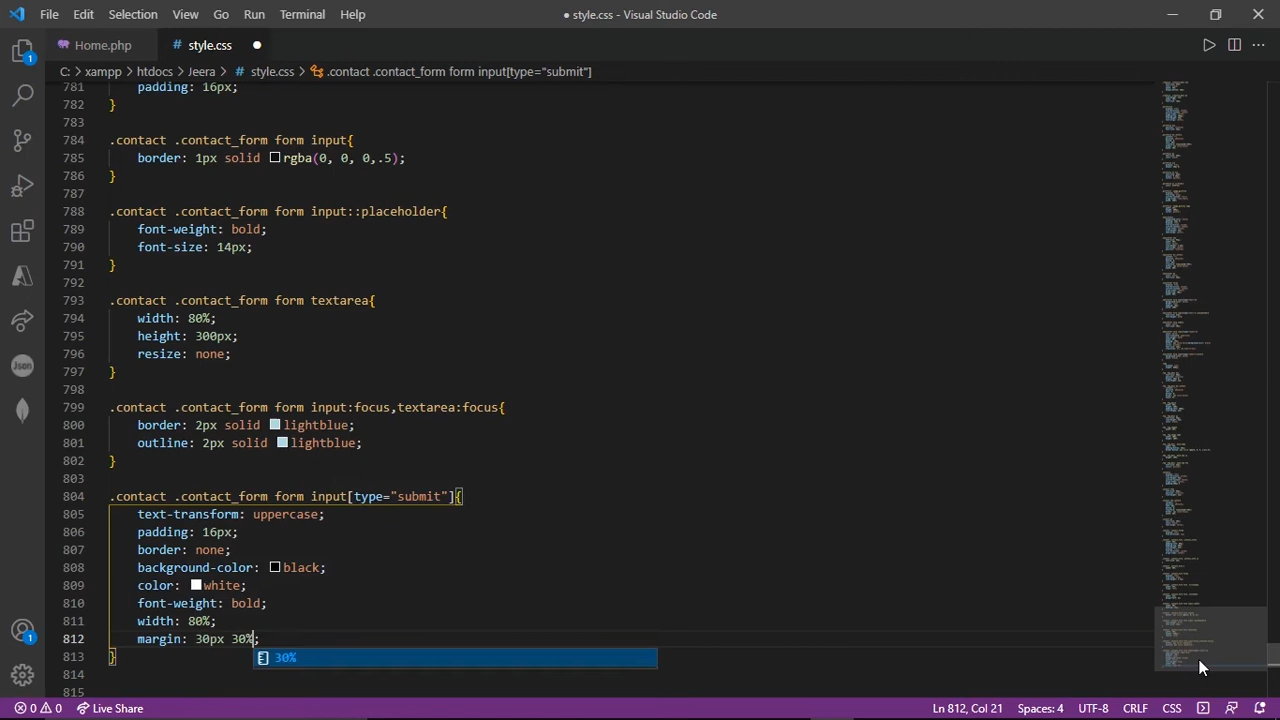 File Edit Selection View Go Run Terminal Help
● style.css - Visual Studio Code
Home.php
style.css
C: > xampp > htdocs > Jeera > # style.css > .contact .contact_form form input[type="submit"]
781 padding: 16px;
782 }
783
784 .contact .contact_form form input{
785 border: 1px solid rgba(0, 0, 0,.5);
786 }
787
788 .contact .contact_form form input::placeholder{
789 font-weight: bold;
790 font-size: 14px;
791 }
792
793 .contact .contact_form form textarea{
794 width: 80%;
795 height: 300px;
796 resize: none;
797 }
798
799 .contact .contact_form form input:focus,textarea::focus{
800 border: 2px solid lightblue;
801 outline: 2px solid lightblue;
802 }
803
804 .contact .contact_form form input[type="submit"]{
805 text-transform: uppercase;
806 padding: 16px;
807 border: none;
808 background-color: black;
809 color: white;
810 font-weight: bold;
811 width: 80%;
812 margin: 30px 30%;
30%
813 }
814
815
0 0 Live Share
Ln 812, Col 21 Spaces: 4 UTF-8 CRLF CSS